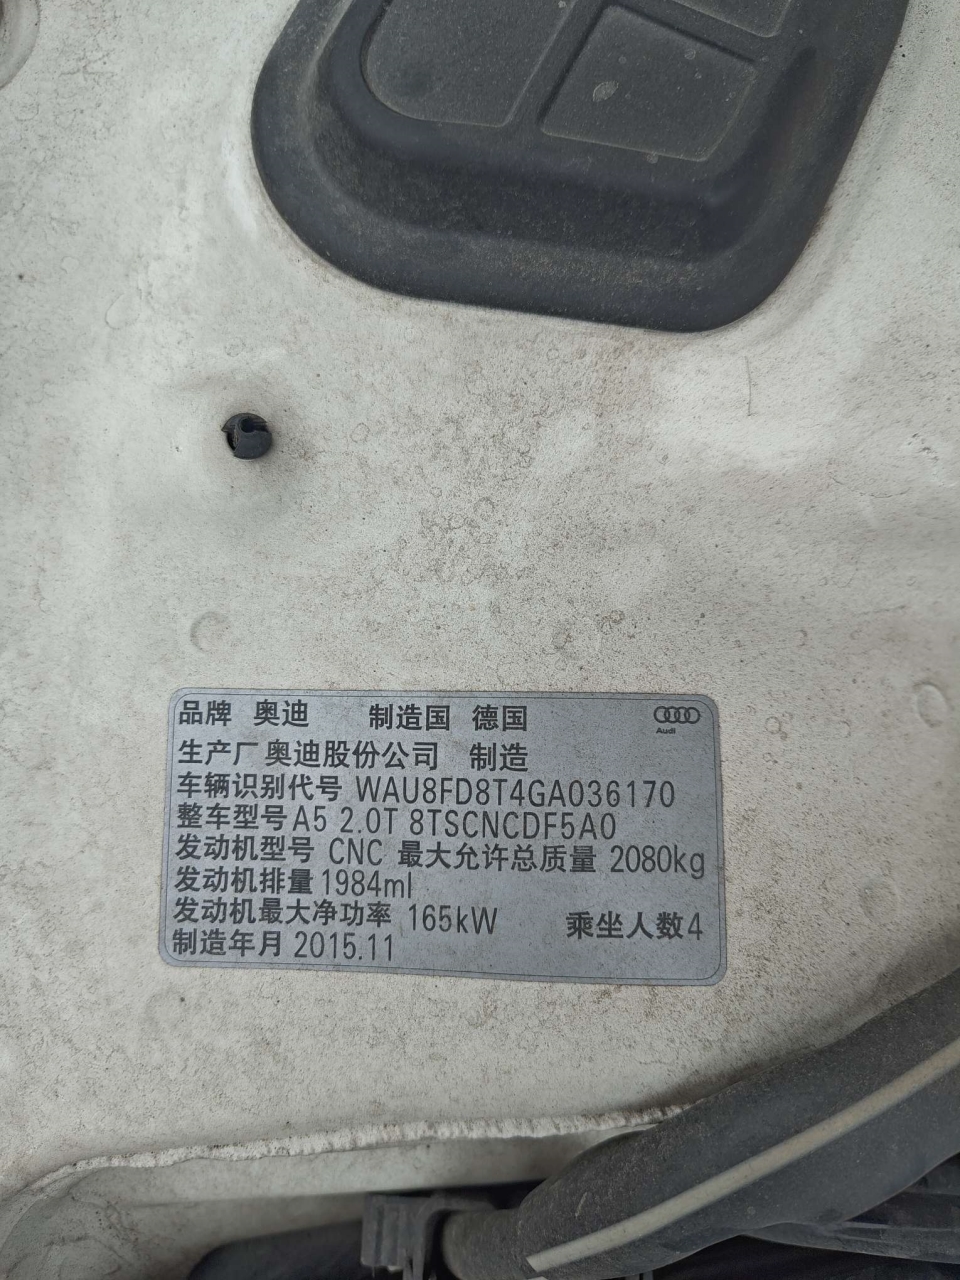 品牌 奥迪 制造国 德国
Audi
生产厂 奥迪股份公司 制造
车辆识别代号 WAU8FD8T4GA036170
整车型号 A5 2.0T 8TSCNCDF5A0
发动机型号 CNC 最大允许总质量 2080kg
发动机排量 1984ml
发动机最大净功率 165kW 乘坐人数4
制造年月 2015.11